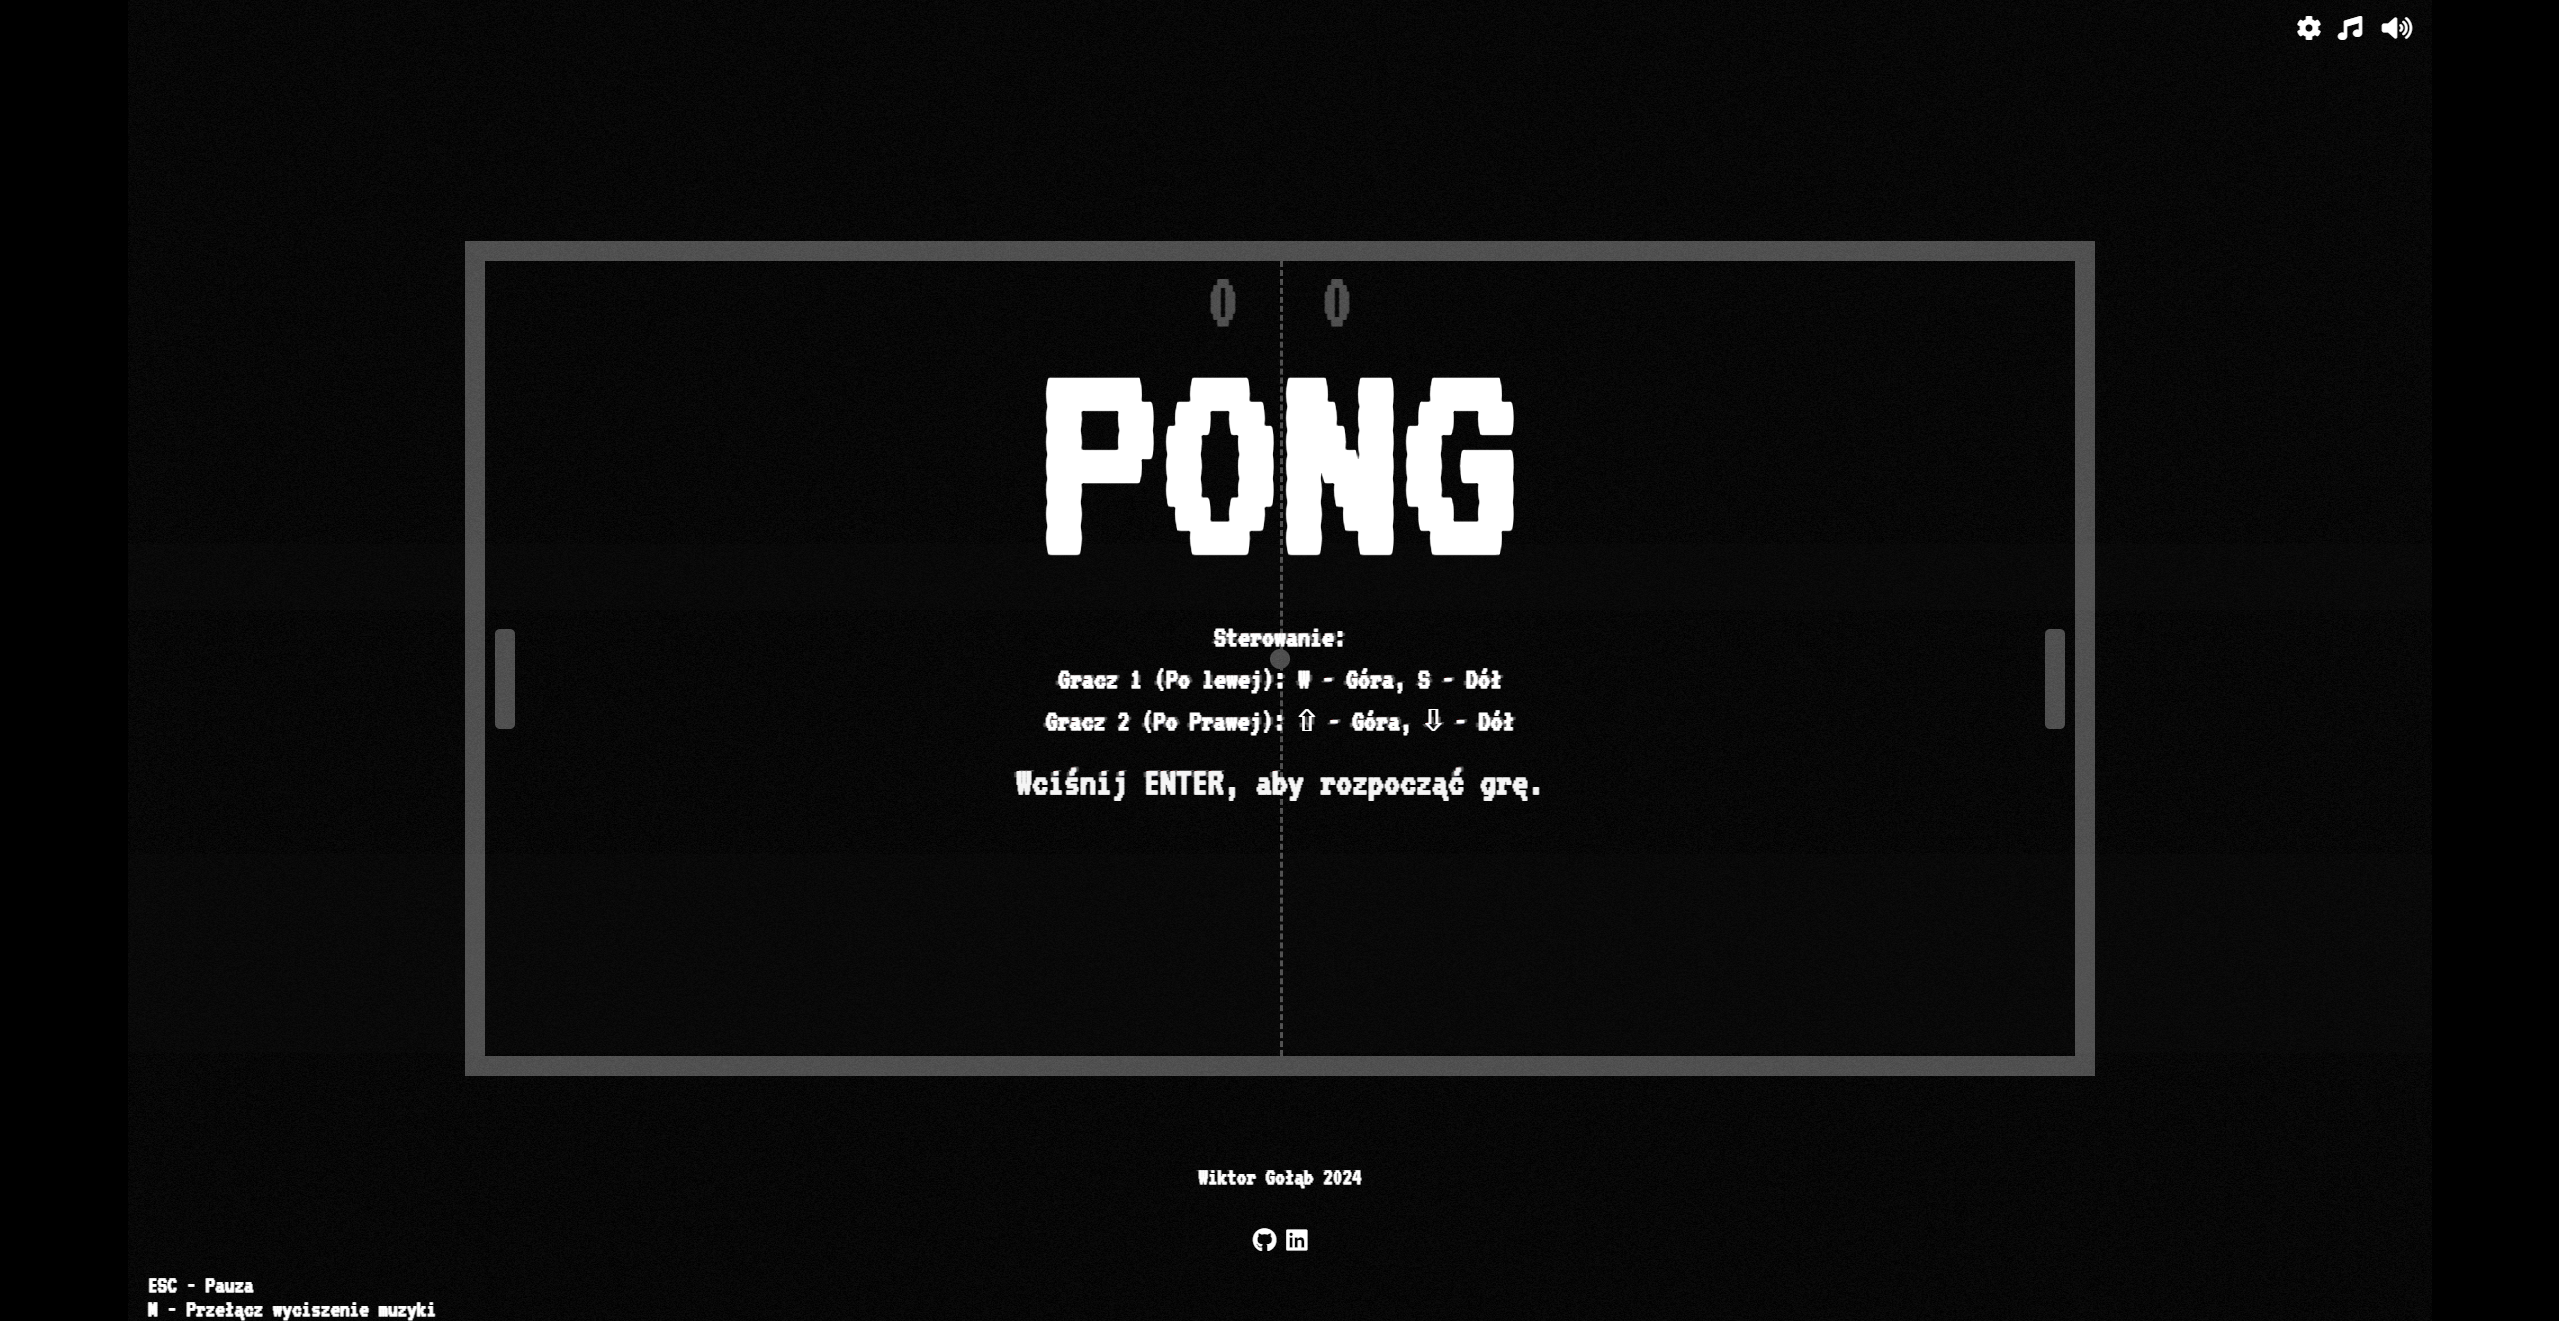 0 0
PONG
Sterowanie:
Gracz 1 (Po lewej): W - Góra, S - Dół
Gracz 2 (Po Prawej): ⇧ - Góra, ⇩ - Dół
Wciśnij ENTER, aby rozpocząć grę.
Wiktor Gołąb 2024
in
ESC - Pauza
M - Przełącz wyciszenie muzyki